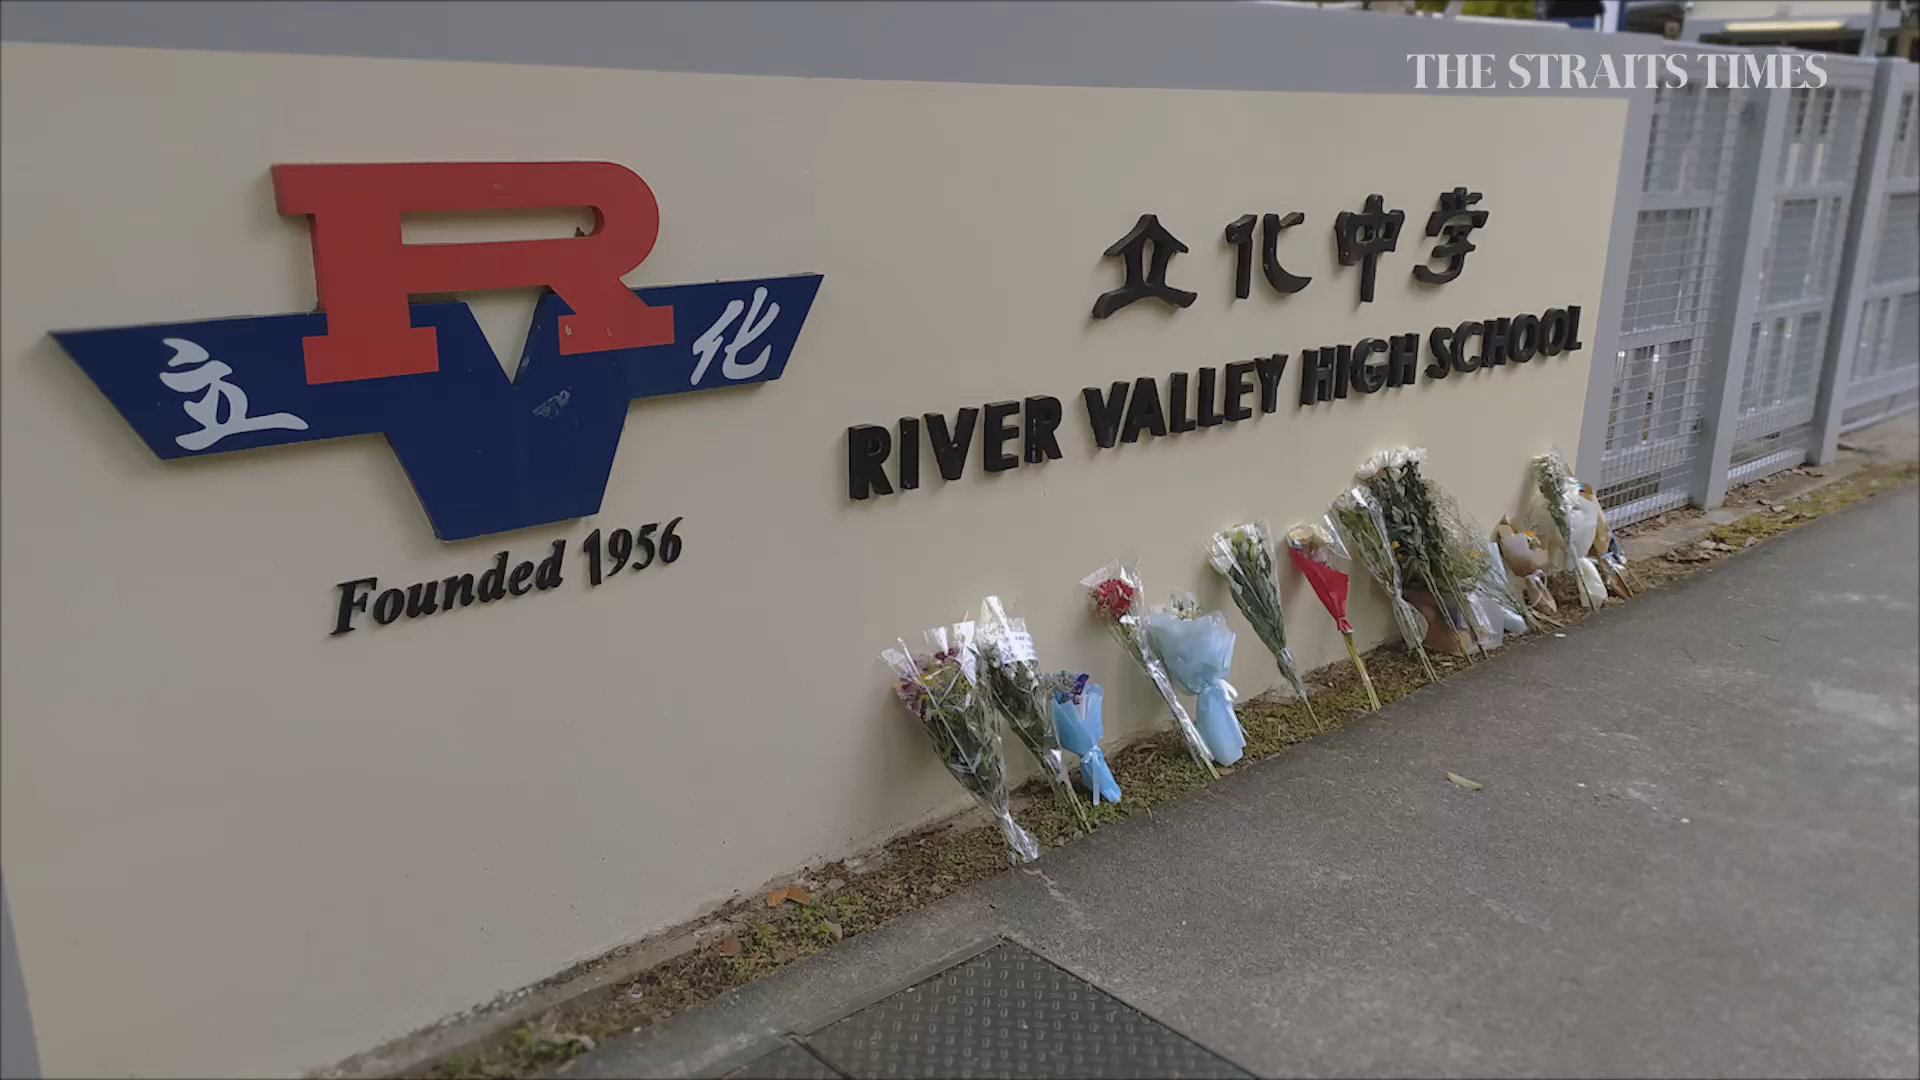 THE STRAITS TIMES
R
立 化
Founded 1956
立化中学
RIVER VALLEY HIGH SCHOOL